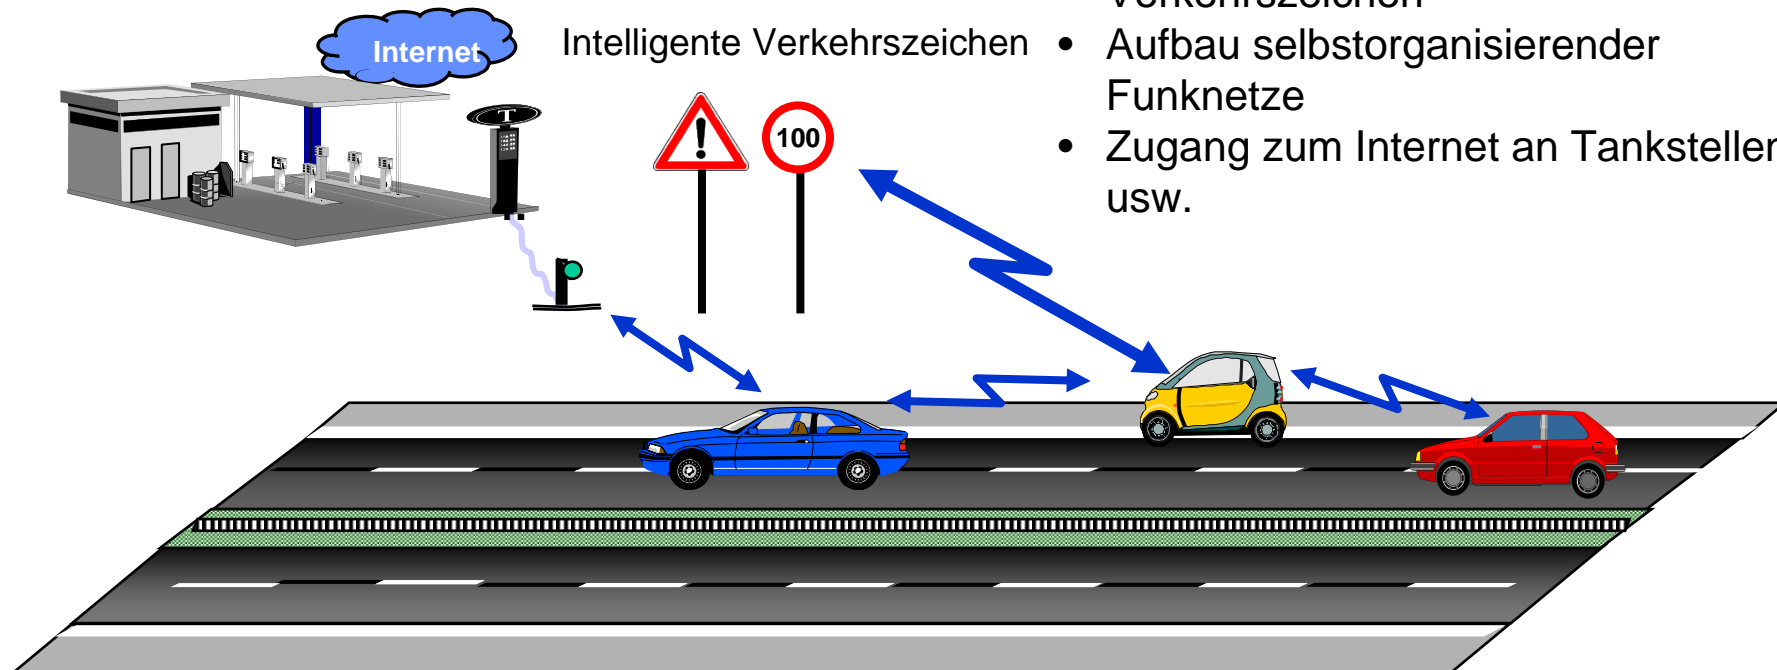 Verkehrszeichen
Internet
Intelligente Verkehrszeichen
• Aufbau selbstorganisierender
Funknetze
• Zugang zum Internet an Tankstellen
usw.
T
100